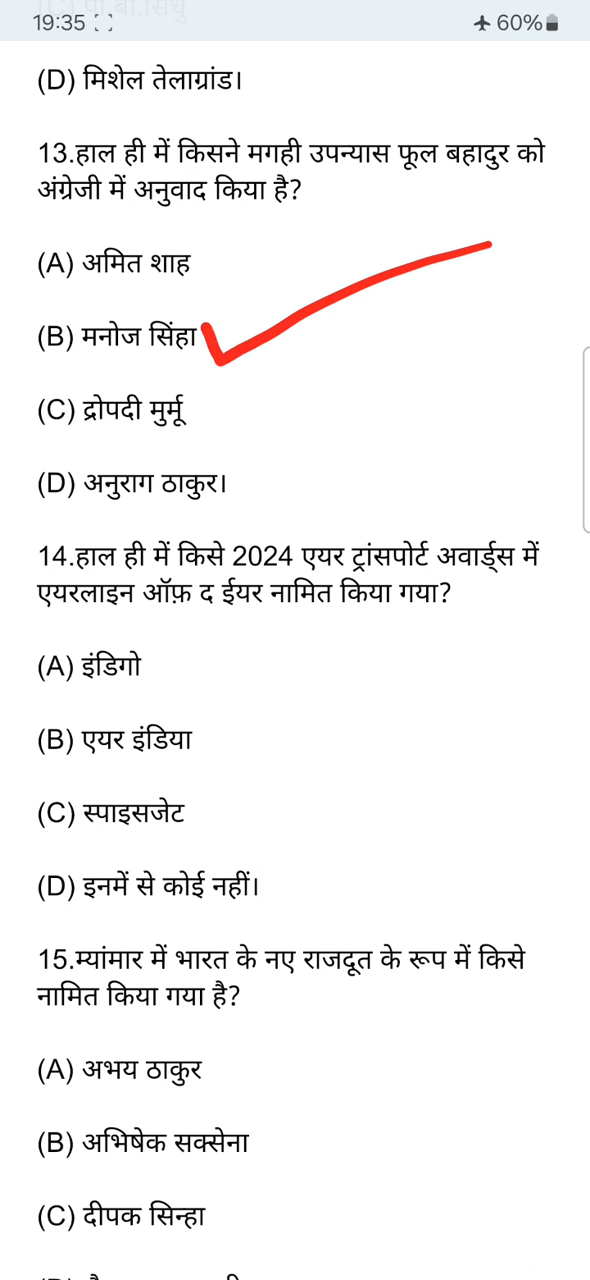 19:35
60%
(D) मिशेल तेलाग्रांड।
13.हाल ही में किसने मगही उपन्यास फूल बहादुर को
अंग्रेजी में अनुवाद किया है?
(A) अमित शाह
(B) मनोज सिंहा
(C) द्रोपदी मुर्मू
(D) अनुराग ठाकुर।
14.हाल ही में किसे 2024 एयर ट्रांसपोर्ट अवार्ड्स में
एयरलाइन ऑफ़ द ईयर नामित किया गया?
(A) इंडिगो
(B) एयर इंडिया
(C) स्पाइसजेट
(D) इनमें से कोई नहीं।
15.म्यांमार में भारत के नए राजदूत के रूप में किसे
नामित किया गया है?
(A) अभय ठाकुर
(B) अभिषेक सक्सेना
(C) दीपक सिन्हा